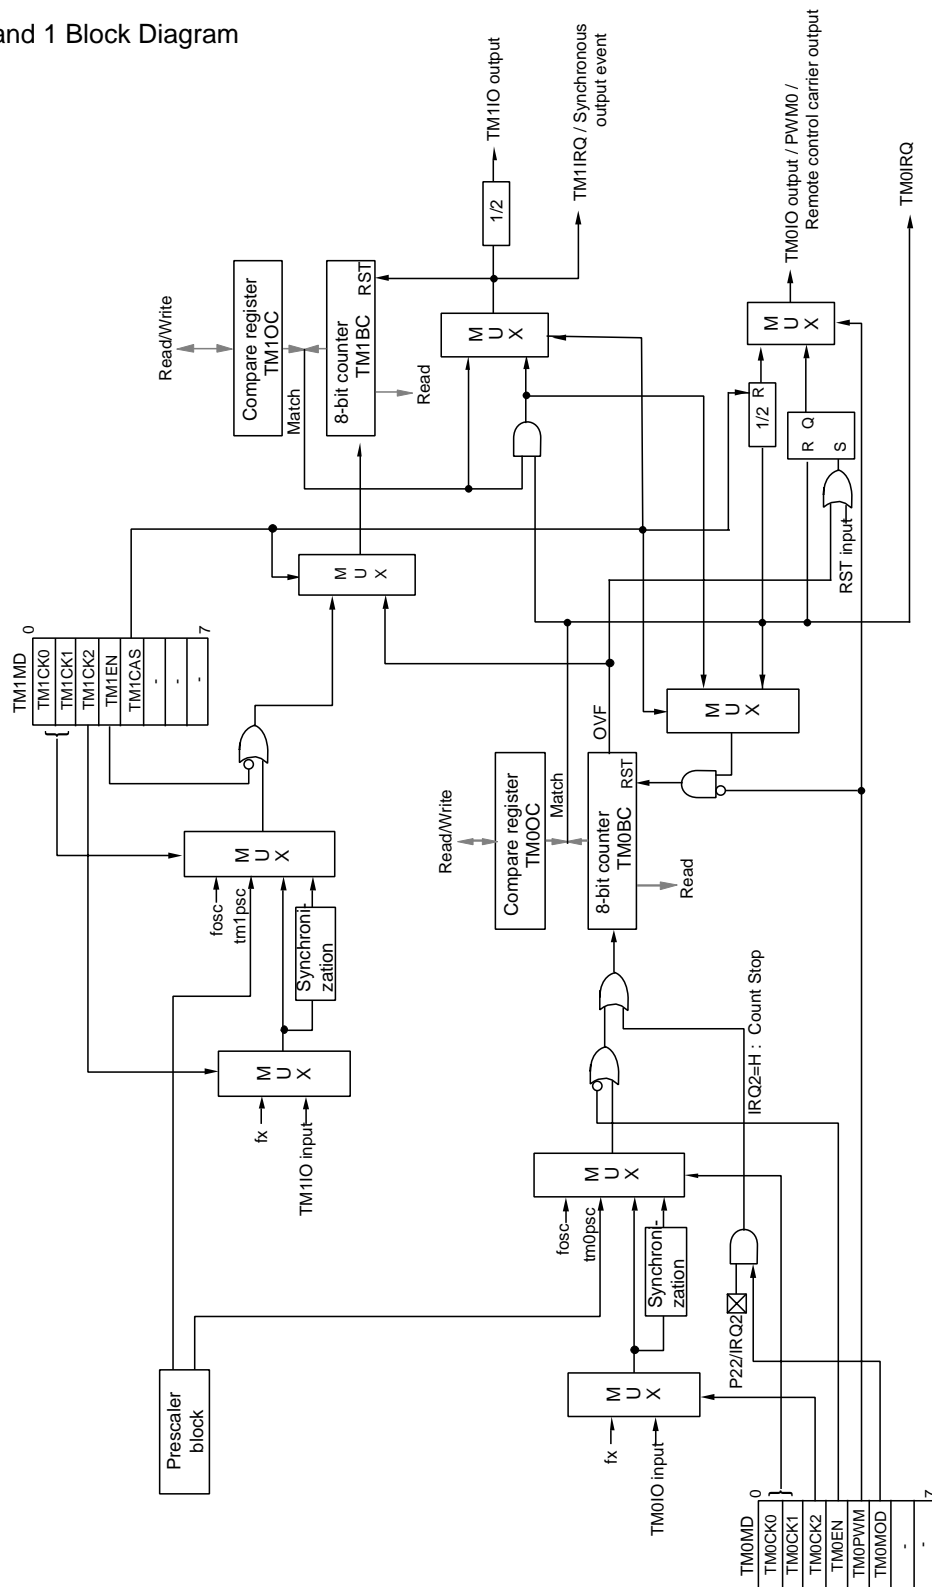 and 1 Block Diagram
TM1IO output
TM1IRQ / Synchronous
output event
TM0IO output / PWM0 /
Remote control carrier output
TM0IRQ
1/2
Read/Write
Compare register
TM1OC
Match
8-bit counter
TM1BC
RST
Read
M
U
X
M
U
X
1/2
R
R
Q
S
RST input
M
U
X
TM1MD
0
TM1CK0
TM1CK1
TM1CK2
TM1EN
TM1CAS
-
-
-
7
M
U
X
OVF
M
U
X
Read/Write
Compare register
TM0OC
Match
8-bit counter
TM0BC
RST
Read
M
U
X
fosc
tm1psc
Synchroni-
zation
M
U
X
fx
TM1IO input
IRQ2=H : Count Stop
M
U
X
fosc
tm0psc
Synchroni-
zation
P22/IRQ2
M
U
X
fx
TM0IO input
Prescaler
block
TM0MD
0
TM0CK0
TM0CK1
TM0CK2
TM0EN
TM0PWM
TM0MOD
-
-
7